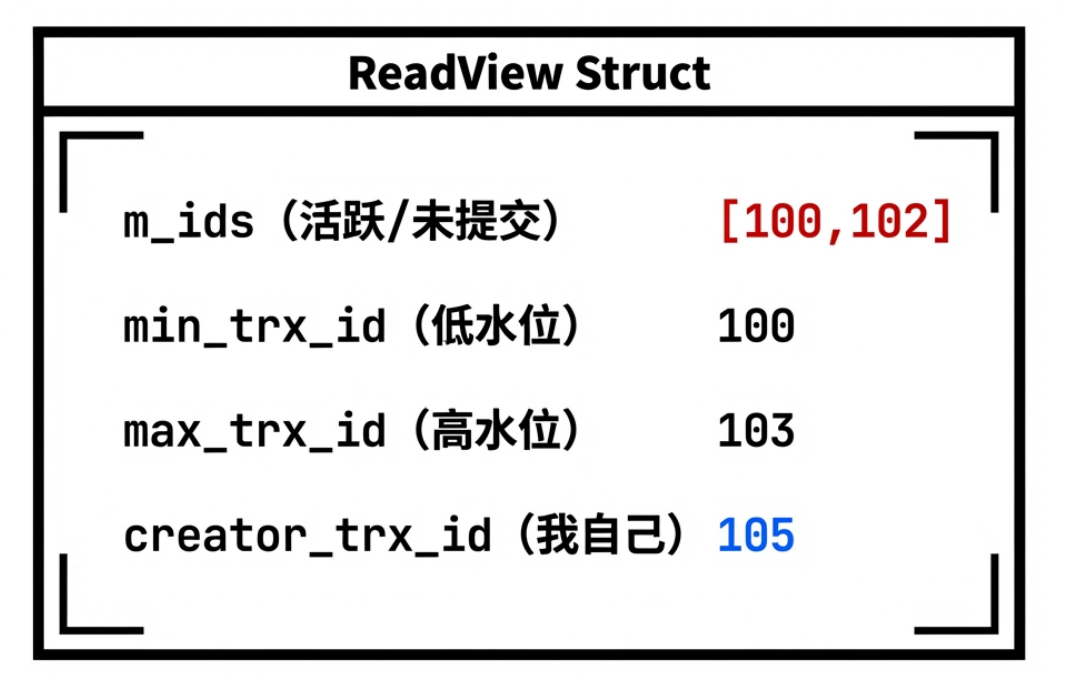 ReadView Struct
m_ids（活跃/未提交） [100,102]
min_trx_id（低水位） 100
max_trx_id（高水位） 103
creator_trx_id（我自己） 105